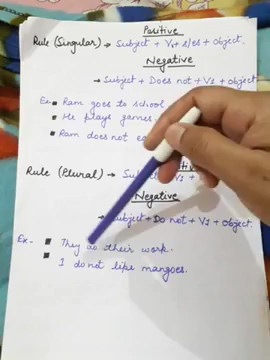 Positive
Rule (Singular) → Subject + V1 + s/es + object.
Negative
→ Subject + Does not + V1 + object
Ex- ▪ Ram goes to school
▪ He plays games.
▪ Ram does not
Rule (Plural) →
Negative
→ Subject + Do not + V1 + Object.
Ex- ▪ They do their work.
▪ I do not like mangoes.